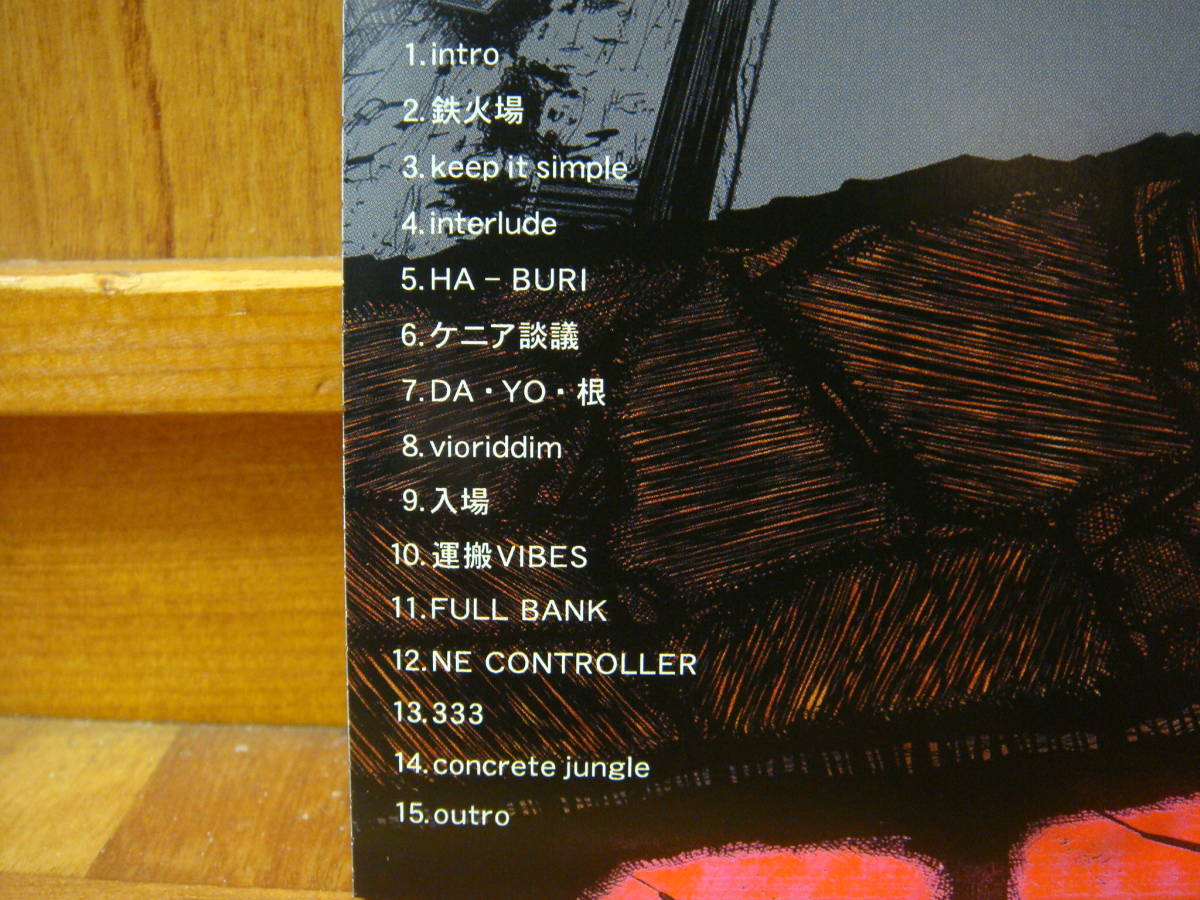 1.intro
2.鉄火場
3.keep it simple
4.interlude
5.HA – BURI
6.ケニア談議
7.DA・YO・根
8.vioriddim
9.入場
10.運搬VIBES
11.FULL BANK
12.NE CONTROLLER
13.333
14.concrete jungle
15.outro